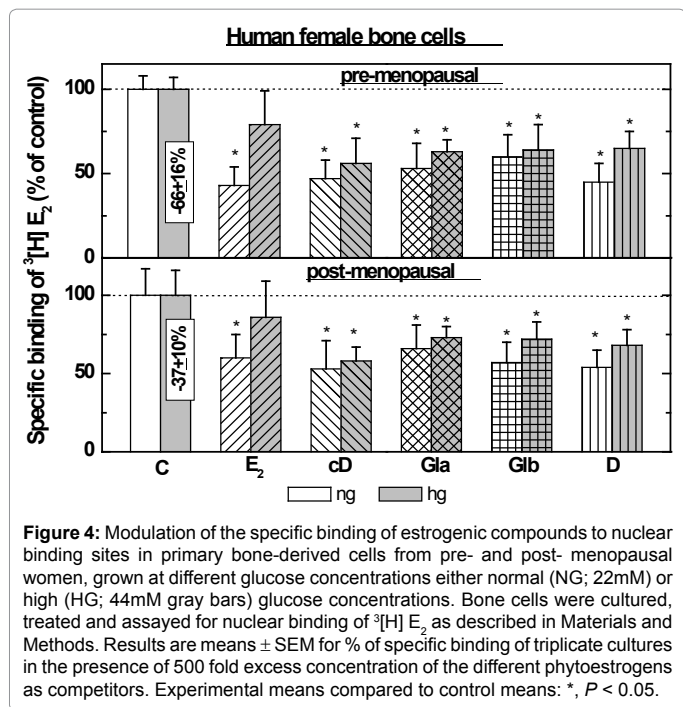 Human female bone cells
pre-menopausal
Specific binding of ³[H] E₂ (% of control)
100
50
0
-66±16%
* * * * * * * * *
post-menopausal
100
50
0
-37±10%
* * * * * * * * *
C E₂ cD Gla Glb D
ng hg
Figure 4: Modulation of the specific binding of estrogenic compounds to nuclear
binding sites in primary bone-derived cells from pre- and post- menopausal
women, grown at different glucose concentrations either normal (NG; 22mM) or
high (HG; 44mM gray bars) glucose concentrations. Bone cells were cultured,
treated and assayed for nuclear binding of ³[H] E₂ as described in Materials and
Methods. Results are means ± SEM for % of specific binding of triplicate cultures
in the presence of 500 fold excess concentration of the different phytoestrogens
as competitors. Experimental means compared to control means: *, P < 0.05.